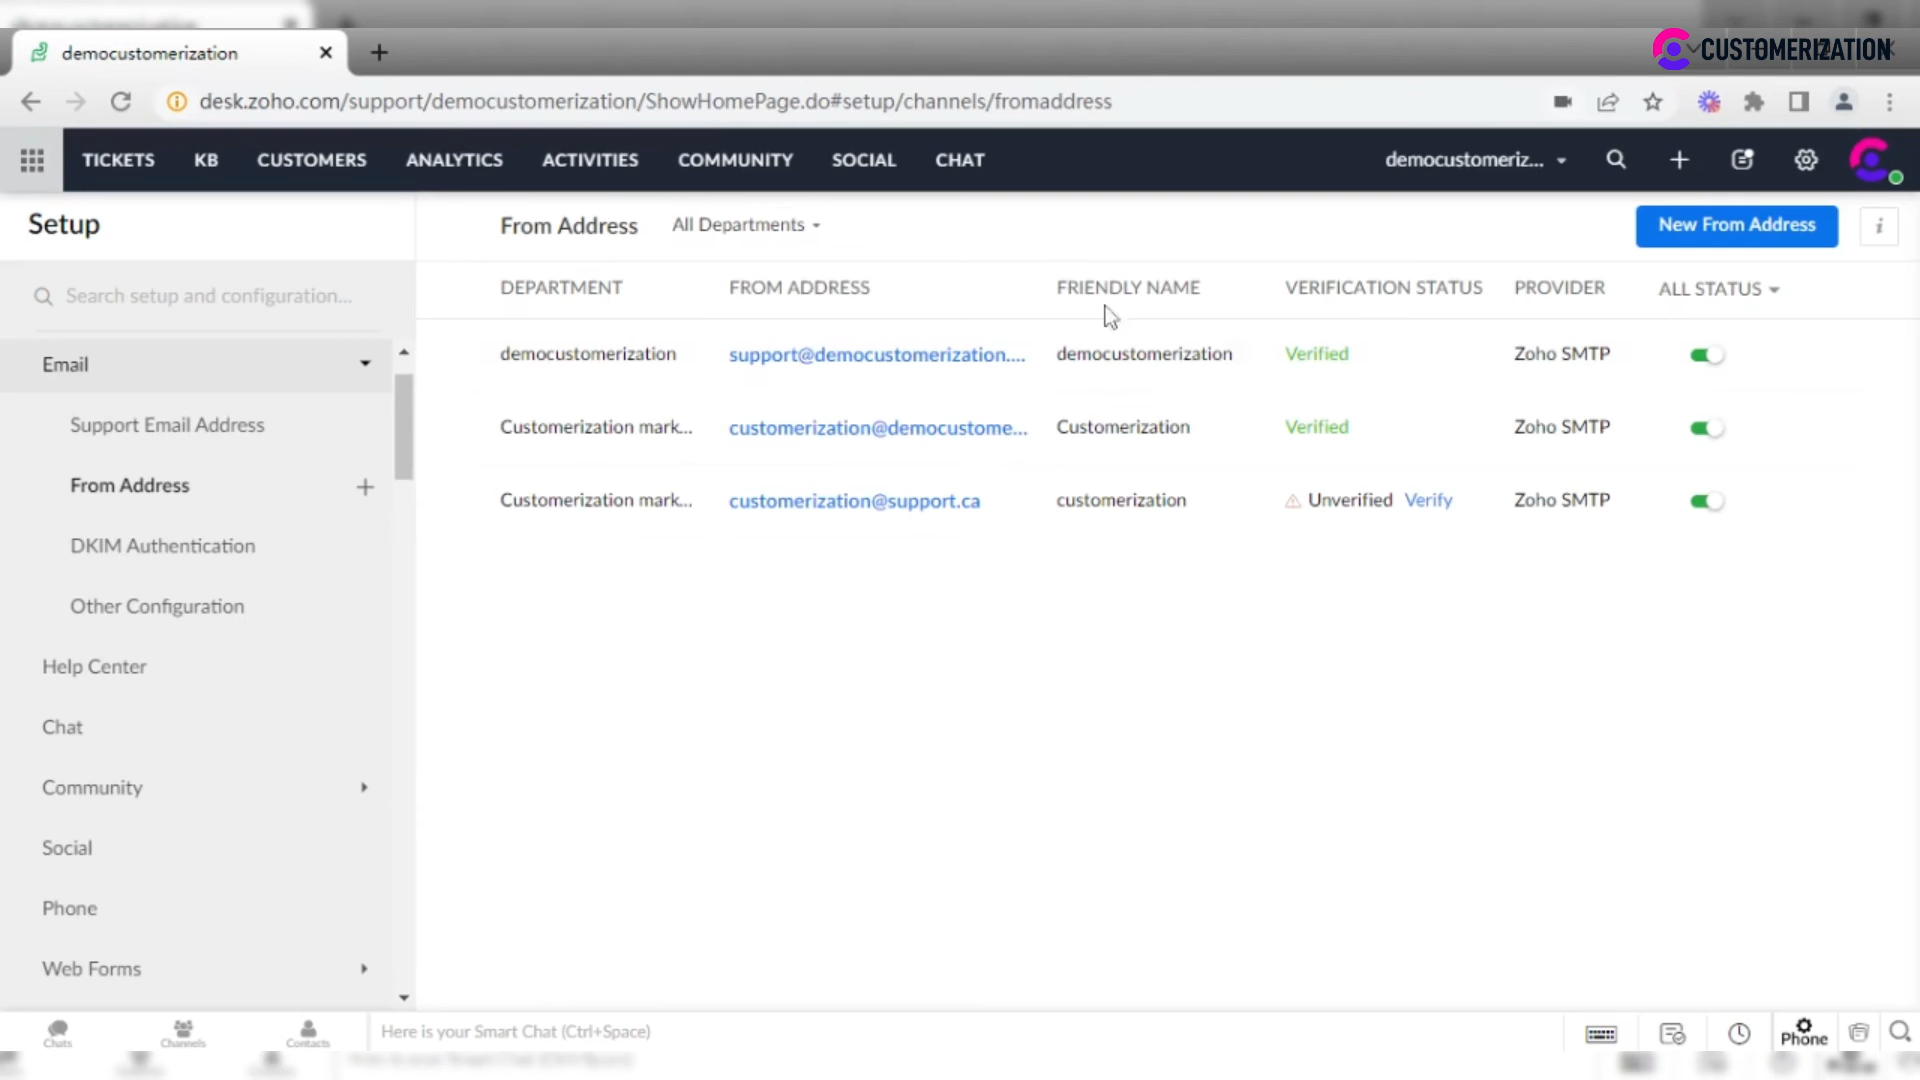 democustomerization
CUSTOMERIZATION
desk.zoho.com/support/democustomerization/ShowHomePage.do#setup/channels/fromaddress
TICKETS KB CUSTOMERS ANALYTICS ACTIVITIES COMMUNITY SOCIAL CHAT democustomeriz...
Setup
From Address All Departments New From Address i
Search setup and configuration...
DEPARTMENT FROM ADDRESS FRIENDLY NAME VERIFICATION STATUS PROVIDER ALL STATUS
democustomerization support@democustomerization.... democustomerization Verified Zoho SMTP
Customerization mark... customerization@democustome... Customerization Verified Zoho SMTP
Customerization mark... customerization@support.ca customerization Unverified Verify Zoho SMTP
Email
Support Email Address
From Address
DKIM Authentication
Other Configuration
Help Center
Chat
Community
Social
Phone
Web Forms
Chats Channels Contacts Here is your Smart Chat (Ctrl+Space) Phone